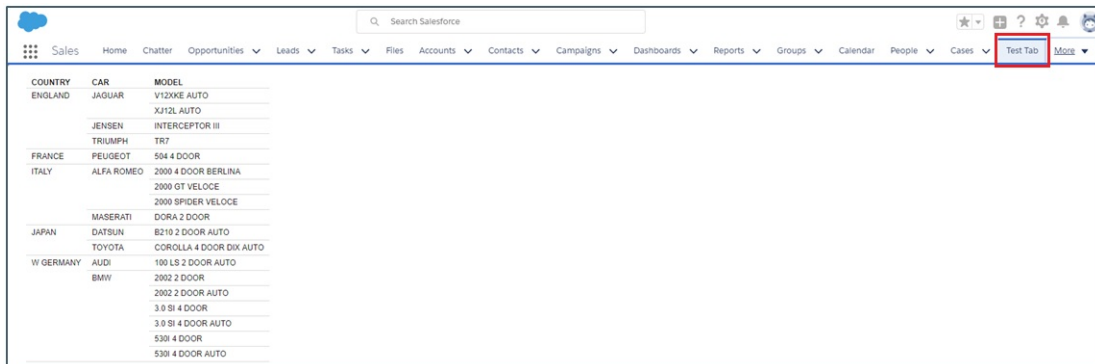 Search Salesforce
Sales Home Chatter Opportunities Leads Tasks Files Accounts Contacts Campaigns Dashboards Reports Groups Calendar People Cases Test Tab More
COUNTRY CAR MODEL
ENGLAND JAGUAR V12XKE AUTO
XJ12L AUTO
JENSEN INTERCEPTOR III
TRIUMPH TR7
FRANCE PEUGEOT 504 4 DOOR
ITALY ALFA ROMEO 2000 4 DOOR BERLINA
2000 GT VELOCE
2000 SPIDER VELOCE
MASERATI DORA 2 DOOR
JAPAN DATSUN B210 2 DOOR AUTO
TOYOTA COROLLA 4 DOOR DIX AUTO
W GERMANY AUDI 100 LS 2 DOOR AUTO
BMW 2002 2 DOOR
2002 2 DOOR AUTO
3.0 SI 4 DOOR
3.0 SI 4 DOOR AUTO
530I 4 DOOR
530I 4 DOOR AUTO